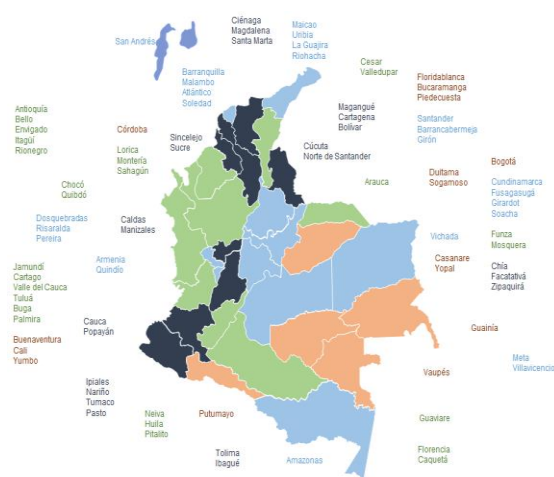 San Andrés
Ciénaga
Magdalena
Santa Marta
Maicao
Uribia
La Guajira
Riohacha
Cesar
Valledupar
Barranquilla
Malambo
Atlántico
Soledad
Floridablanca
Bucaramanga
Piedecuesta
Antioquía
Bello
Envigado
Itagüí
Rionegro
Córdoba
Lorica
Montería
Sahagún
Sincelejo
Sucre
Magangué
Cartagena
Bolívar
Santander
Barrancabermeja
Girón
Cúcuta
Norte de Santander
Bogotá
Chocó
Quibdó
Arauca
Duitama
Sogamoso
Cundinamarca
Fusagasugá
Girardot
Soacha
Dosquebradas
Risaralda
Pereira
Caldas
Manizales
Vichada
Funza
Mosquera
Armenia
Quindío
Casanare
Yopal
Chía
Facatativá
Zipaquirá
Jamundí
Cartago
Valle del Cauca
Tuluá
Buga
Palmira
Cauca
Popayán
Guainía
Buenaventura
Cali
Yumbo
Meta
Villavicencio
Vaupés
Ipiales
Nariño
Tumaco
Pasto
Neiva
Huila
Pitalito
Putumayo
Guaviare
Tolima
Ibagué
Amazonas
Florencia
Caquetá